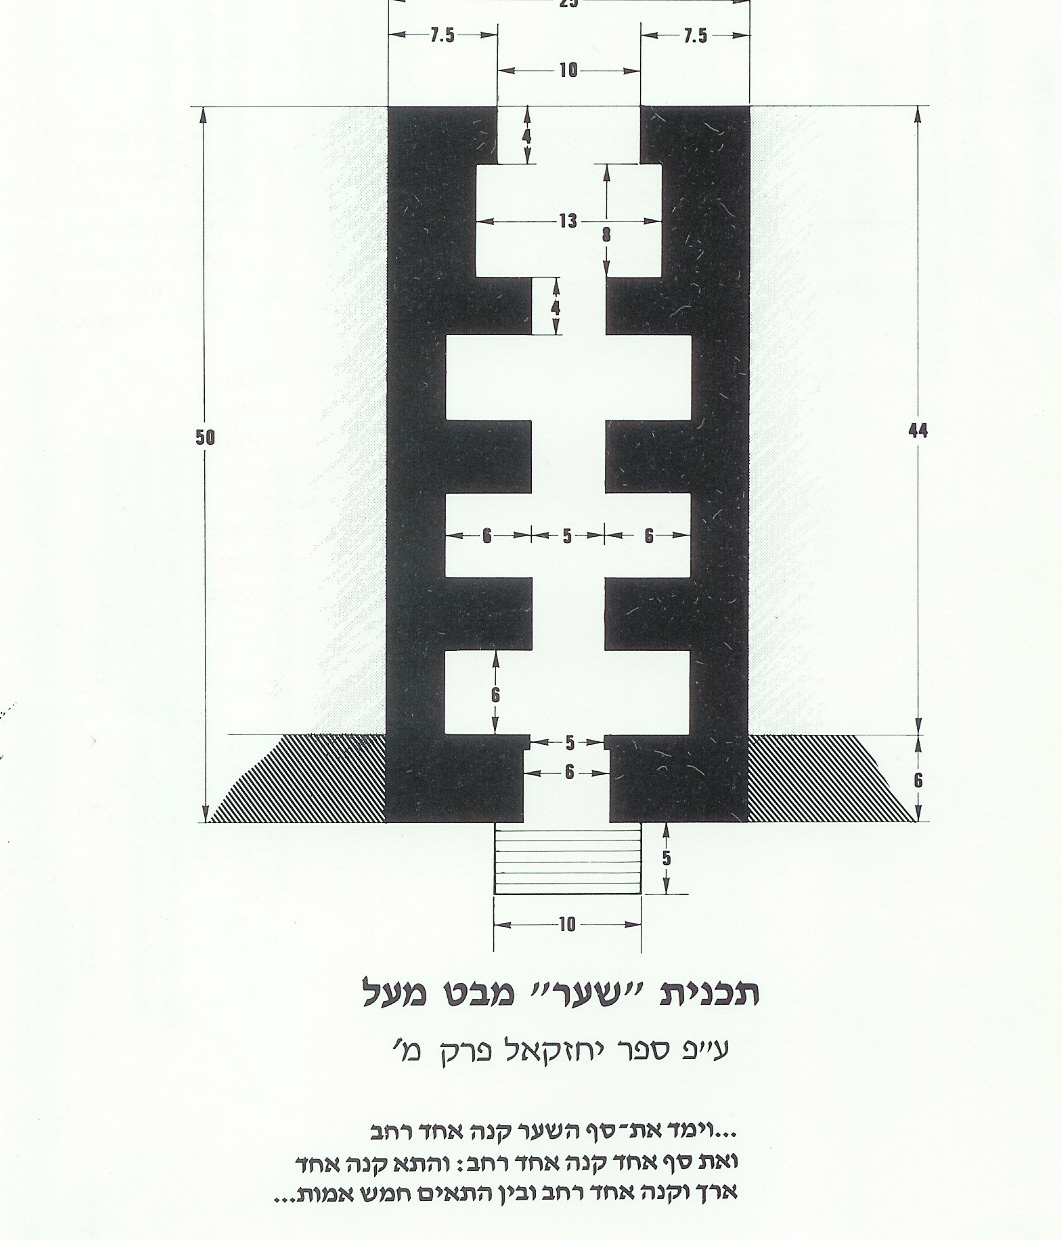 25
7.5
7.5
10
4
13
8
4
50
44
6 5 6
6
5
6
6
5
10
תכנית "שער" מבט מעל
ע"פ ספר יחזקאל פרק מ'
...וימד את־סף השער קנה אחד רחב
ואת סף אחד קנה אחד רחב: והתא קנה אחד
ארך וקנה אחד רחב ובין התאים חמש אמות...